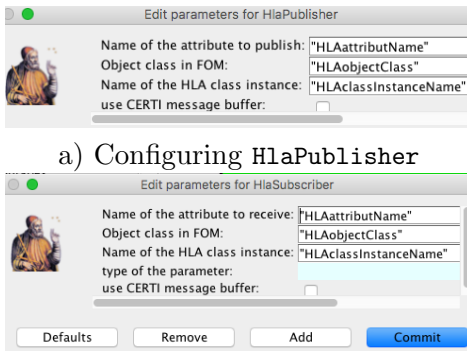 Edit parameters for HlaPublisher
Name of the attribute to publish: "HLAattributName"
Object class in FOM: "HLAobjectClass"
Name of the HLA class instance: "HLAclassInstanceName"
use CERTI message buffer:
a) Configuring HlaPublisher
Edit parameters for HlaSubscriber
Name of the attribute to receive: "HLAattributName"
Object class in FOM: "HLAobjectClass"
Name of the HLA class instance: "HLAclassInstanceName"
type of the parameter:
use CERTI message buffer:
Defaults Remove Add Commit